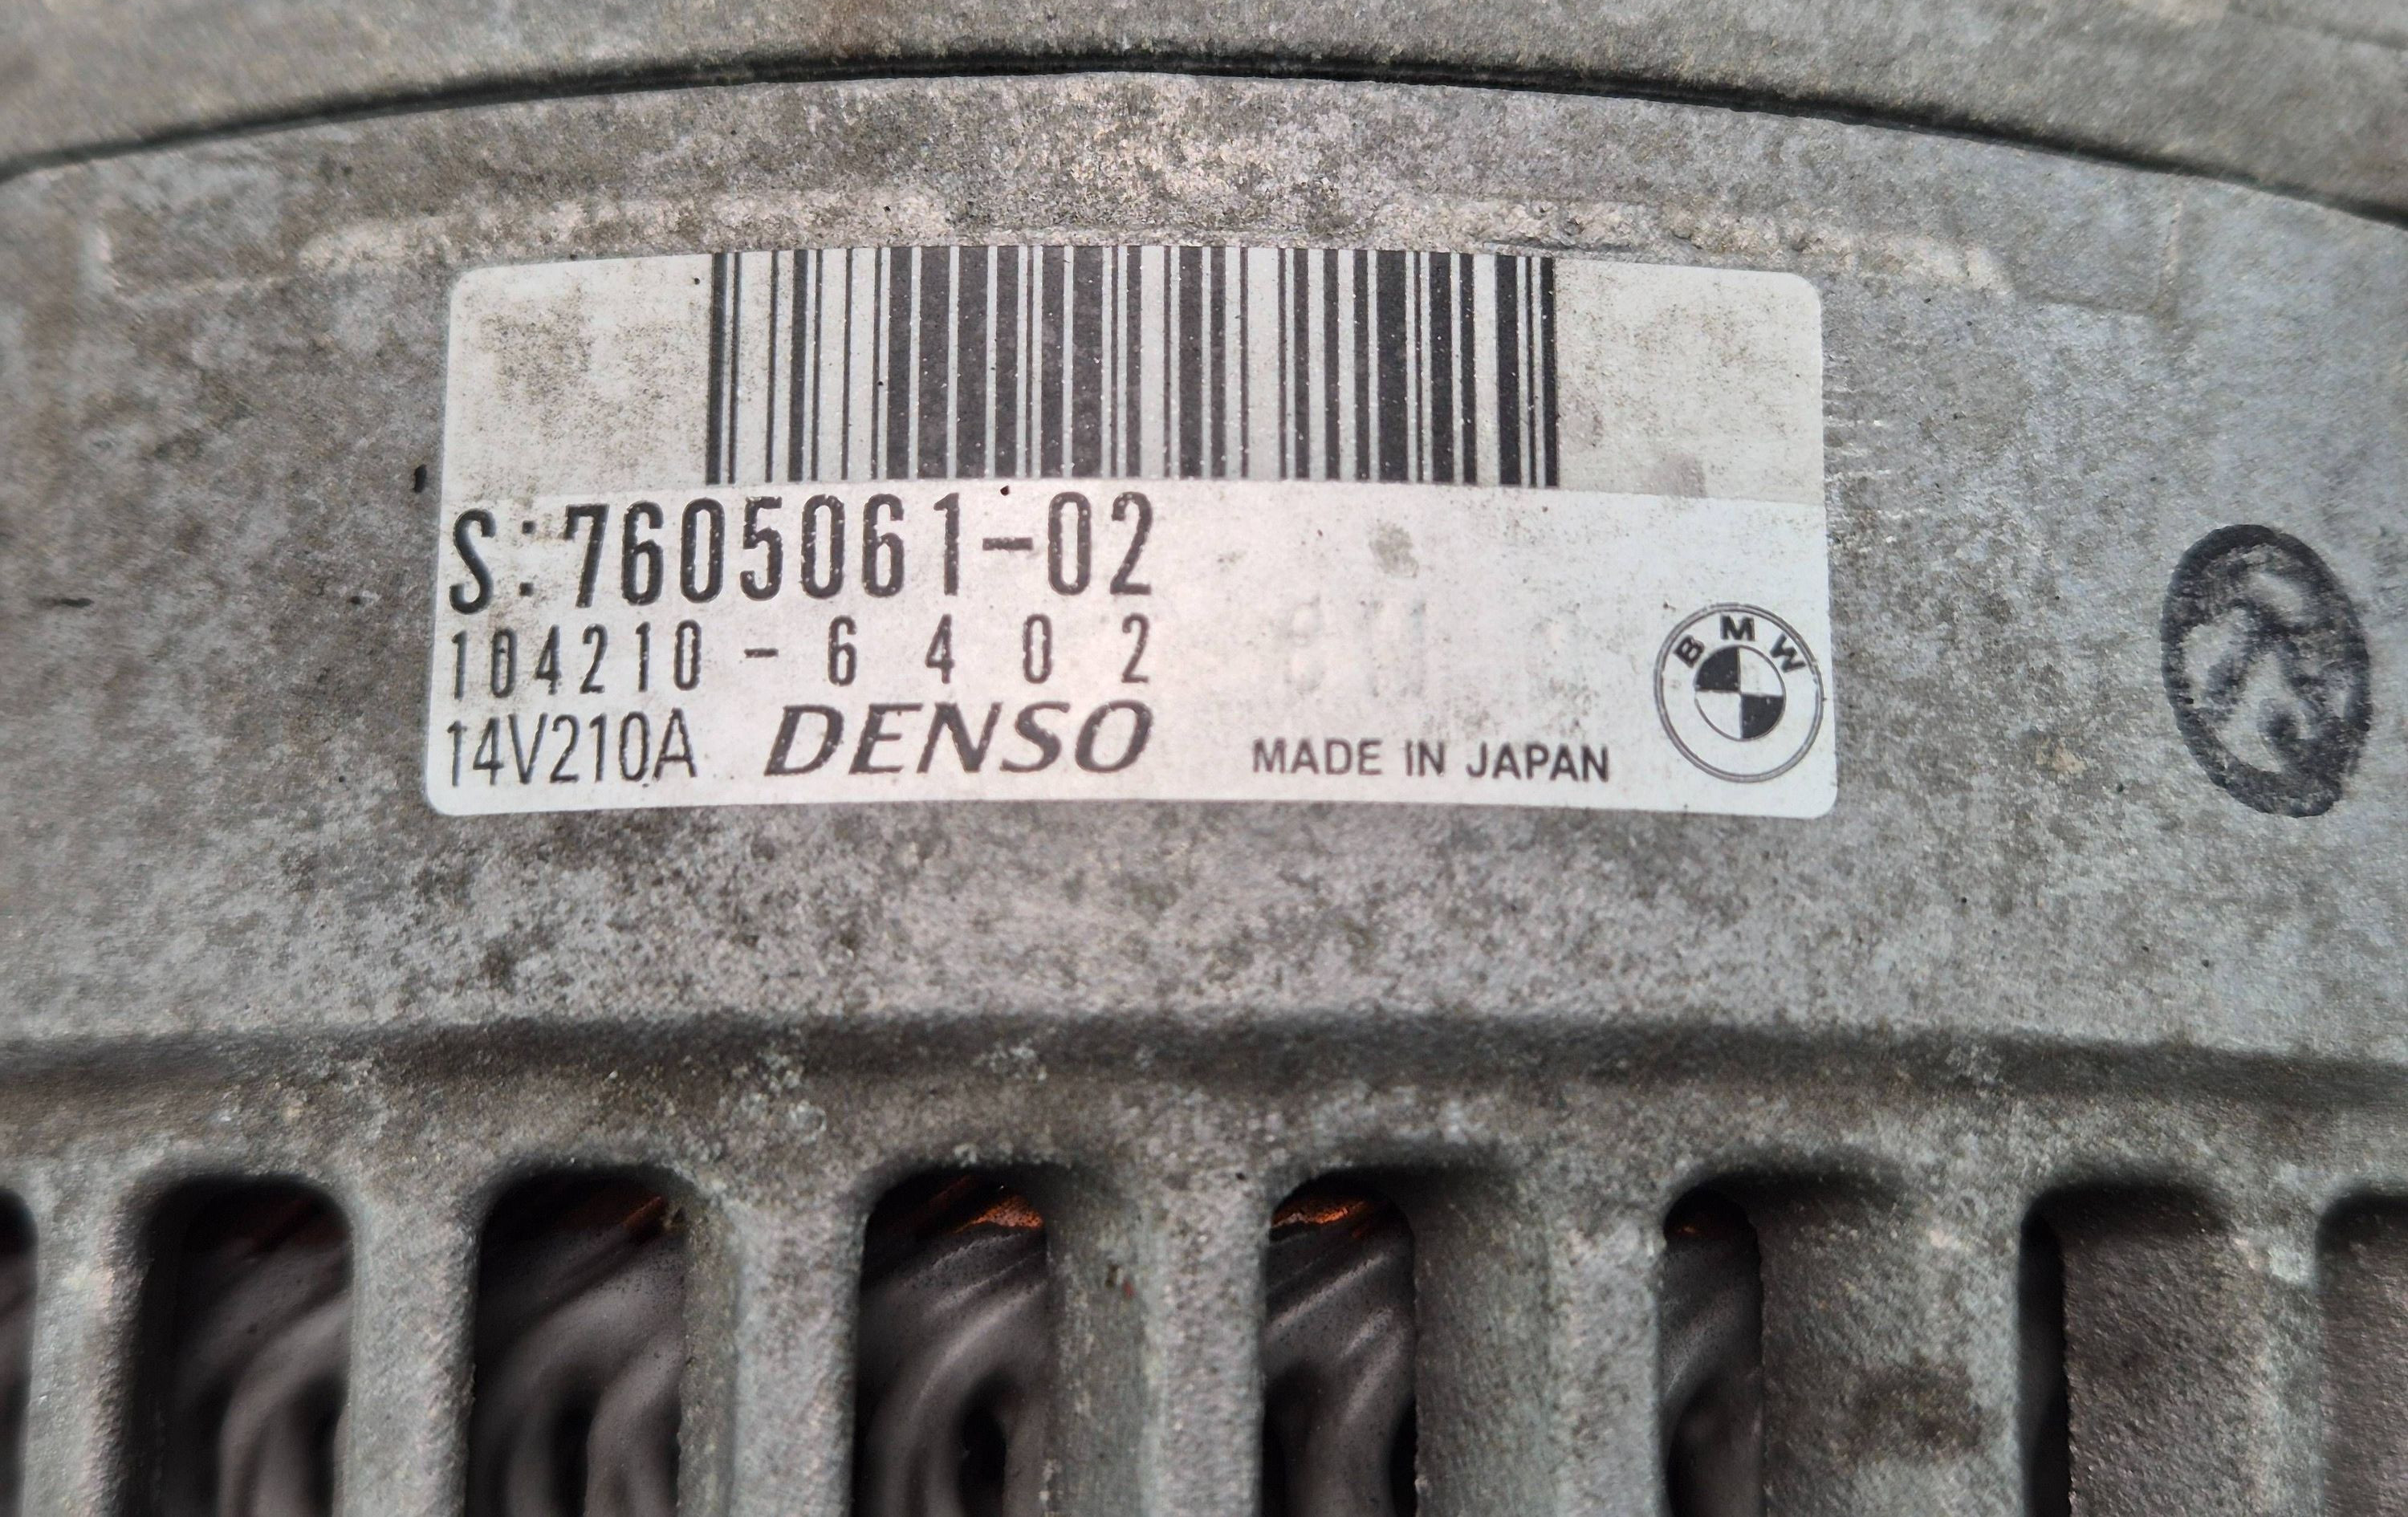 S:7605061-02
104210-6402
14V210A DENSO MADE IN JAPAN
BMW